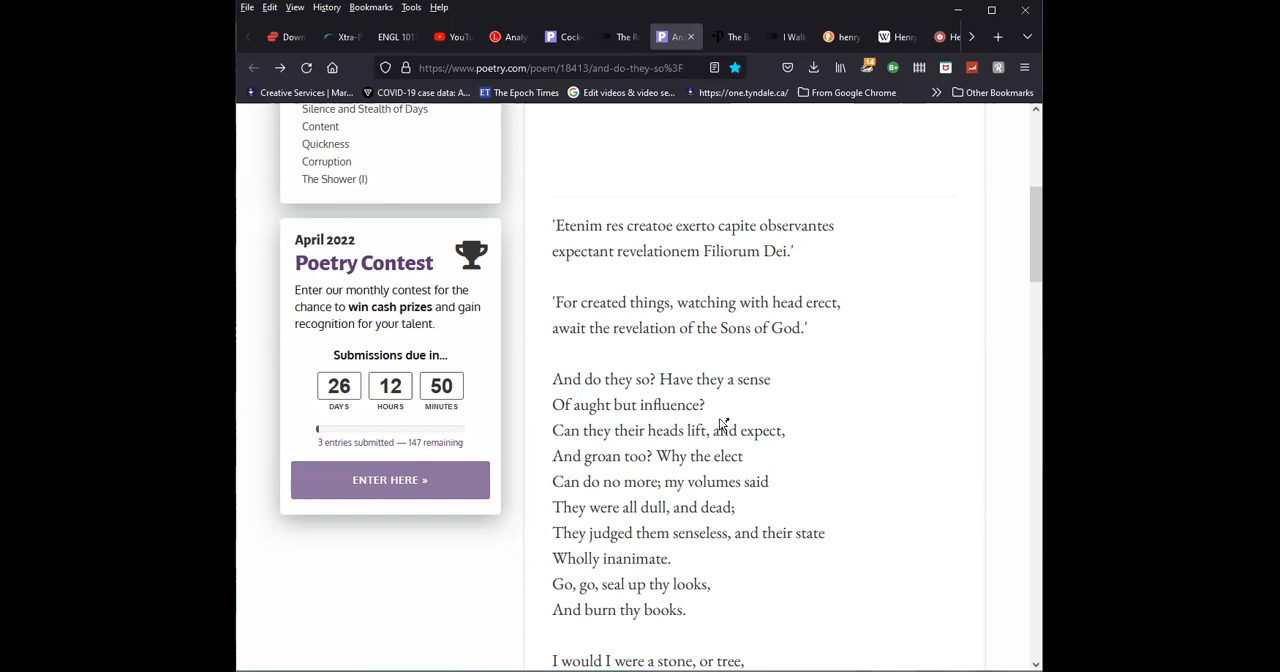 File Edit View History Bookmarks Tools Help
Down Xtra-F ENGL 101 YouTu Analy Cock- The R An The B I Walk henry Henry He
https://www.poetry.com/poem/18413/and-do-they-so%3F 14
Creative Services | Mar... COVID-19 case data: A... ET The Epoch Times Edit videos & video se... https://one.tyndale.ca/ From Google Chrome Other Bookmarks
Silence and Stealth of Days
Content
Quickness
Corruption
The Shower (I)
April 2022
Poetry Contest
Enter our monthly contest for the
chance to win cash prizes and gain
recognition for your talent.
Submissions due in...
26 12 50
DAYS HOURS MINUTES
3 entries submitted — 147 remaining
ENTER HERE »
'Etenim res creatoe exerto capite observantes
expectant revelationem Filiorum Dei.'
'For created things, watching with head erect,
await the revelation of the Sons of God.'
And do they so? Have they a sense
Of aught but influence?
Can they their heads lift, and expect,
And groan too? Why the elect
Can do no more; my volumes said
They were all dull, and dead;
They judged them senseless, and their state
Wholly inanimate.
Go, go, seal up thy looks,
And burn thy books.
I would I were a stone, or tree,